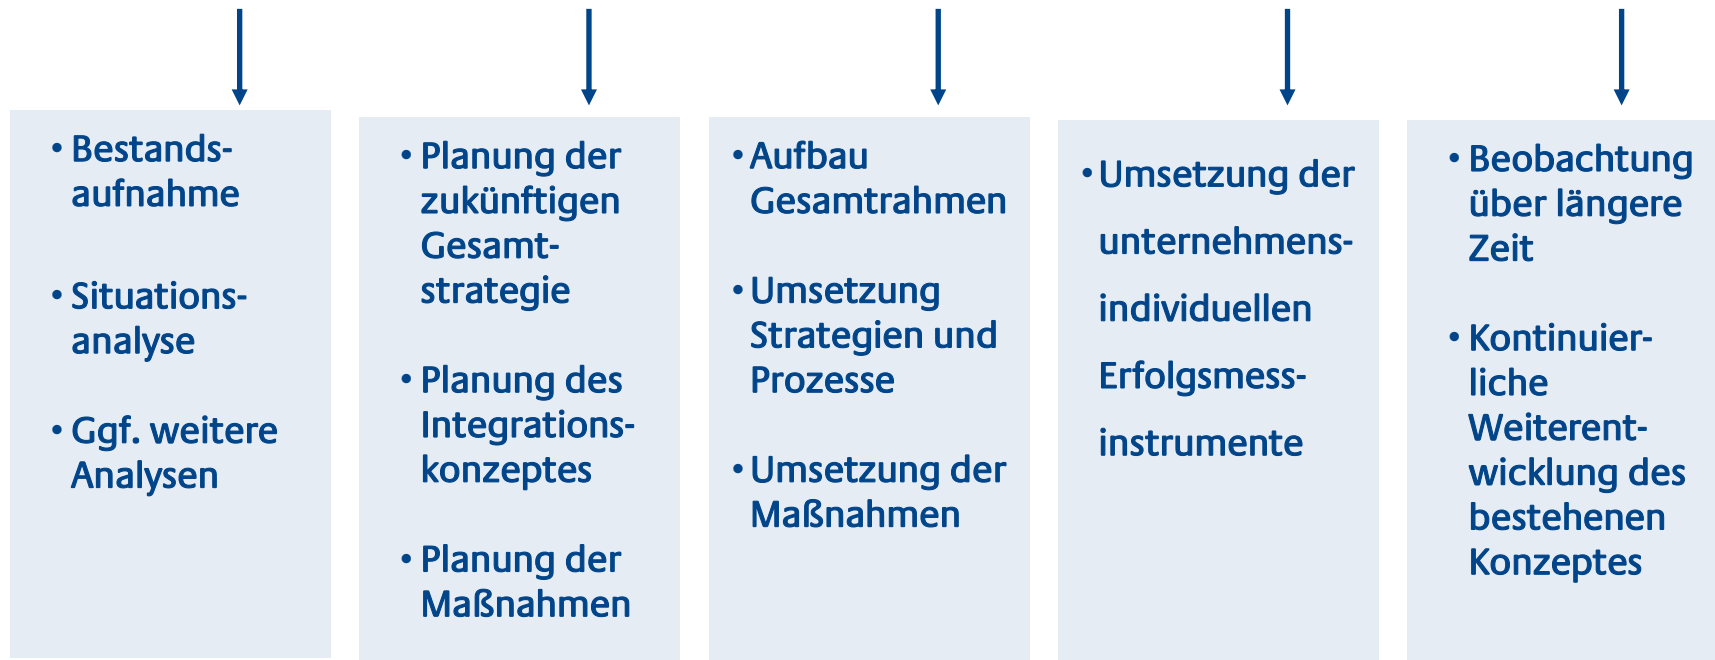 • Bestands-
aufnahme
• Situations-
analyse
• Ggf. weitere
Analysen
• Planung der
zukünftigen
Gesamt-
strategie
• Planung des
Integrations-
konzeptes
• Planung der
Maßnahmen
• Aufbau
Gesamtrahmen
• Umsetzung
Strategien und
Prozesse
• Umsetzung der
Maßnahmen
• Umsetzung der
unternehmens-
individuellen
Erfolgsmess-
instrumente
• Beobachtung
über längere
Zeit
• Kontinuier-
liche
Weiterent-
wicklung des
bestehenen
Konzeptes